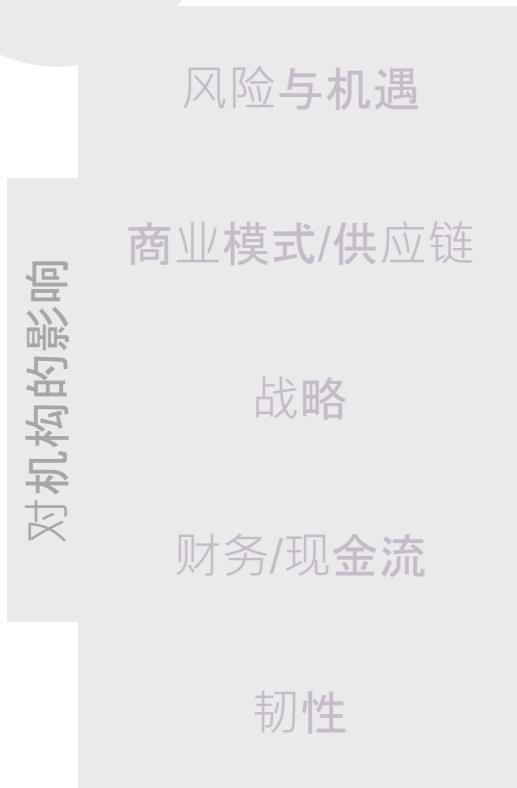 对机构的影响
风险与机遇
商业模式/供应链
战略
财务/现金流
韧性